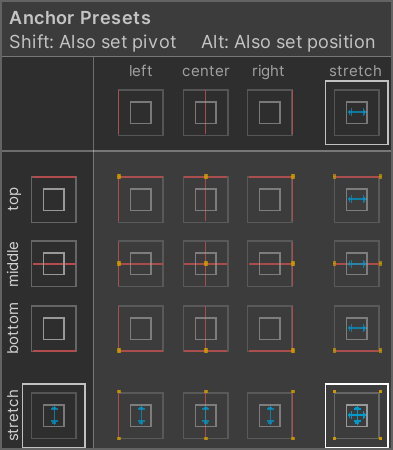 Anchor Presets
Shift: Also set pivot Alt: Also set position
left center right stretch
top
middle
bottom
stretch